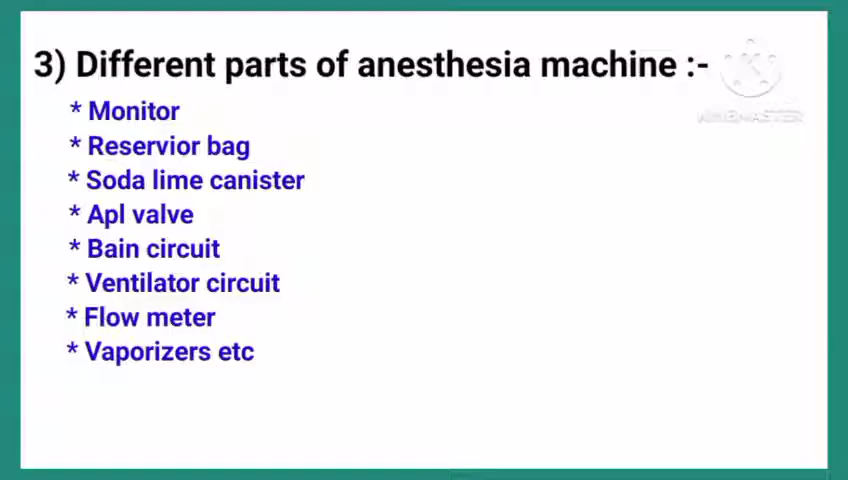 3) Different parts of anesthesia machine :-
* Monitor
* Reservior bag
* Soda lime canister
* Apl valve
* Bain circuit
* Ventilator circuit
* Flow meter
* Vaporizers etc
KINEMASTER